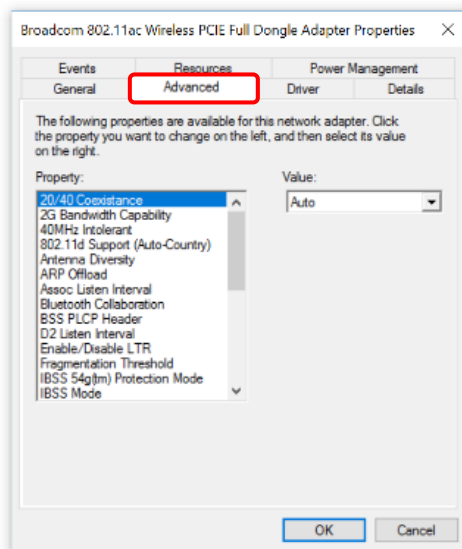 Broadcom 802.11ac Wireless PCIE Full Dongle Adapter Properties
Events Resources Power Management
General Advanced Driver Details
The following properties are available for this network adapter. Click
the property you want to change on the left, and then select its value
on the right.
Property: Value:
20/40 Coexistance Auto
2G Bandwidth Capability
40MHz Intolerant
802.11d Support (Auto-Country)
Antenna Diversity
ARP Offload
Assoc Listen Interval
Bluetooth Collaboration
BSS PLCP Header
D2 Listen Interval
Enable/Disable LTR
Fragmentation Threshold
IBSS 54g(tm) Protection Mode
IBSS Mode
OK Cancel